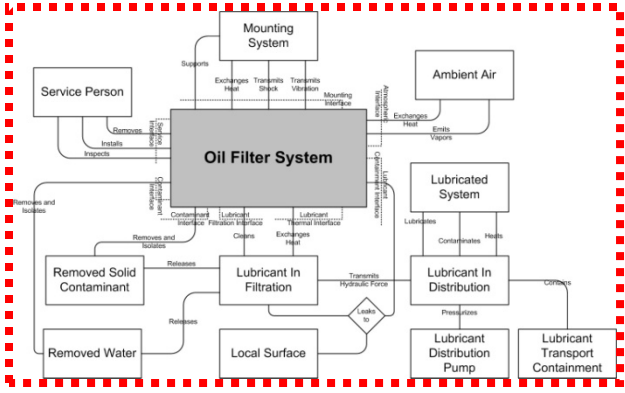 Mounting
System
Supports
Exchanges
Heat
Transmits
Shock
Transmits
Vibration
Mounting
Interface
Service Person
Ambient Air
Atmospheric
Interface
Exchanges
Heat
Emits
Vapors
Removes
Installs
Inspects
Service
Interface
Oil Filter System
Contaminant
Interface
Lubricant
Containment Interface
Lubricated
System
Removes and
Isolates
Contaminant
Interface
Lubricant
Filtration Interface
Lubricant
Thermal Interface
Removes and
Isolates
Cleans
Exchanges
Heat
Lubricates
Contaminates
Heats
Removed Solid
Contaminant
Releases
Lubricant In
Filtration
Transmits
Hydraulic Force
Lubricant In
Distribution
Contains
Leaks
to
Releases
Pressurizes
Removed Water
Local Surface
Lubricant
Distribution
Pump
Lubricant
Transport
Containment